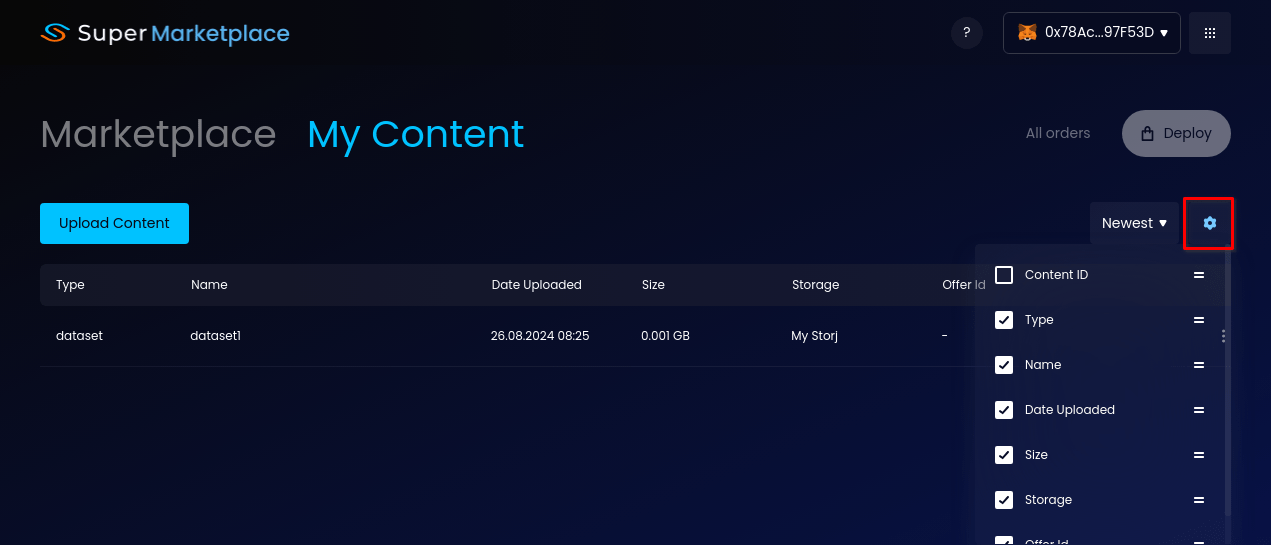 Super Marketplace
?
0x78Ac...97F53D
Marketplace My Content
All orders
Deploy
Upload Content
Newest
Type Name Date Uploaded Size Storage Offer Id
dataset dataset1 26.08.2024 08:25 0.001 GB My Storj -
Content ID
Type
Name
Date Uploaded
Size
Storage
Offer Id